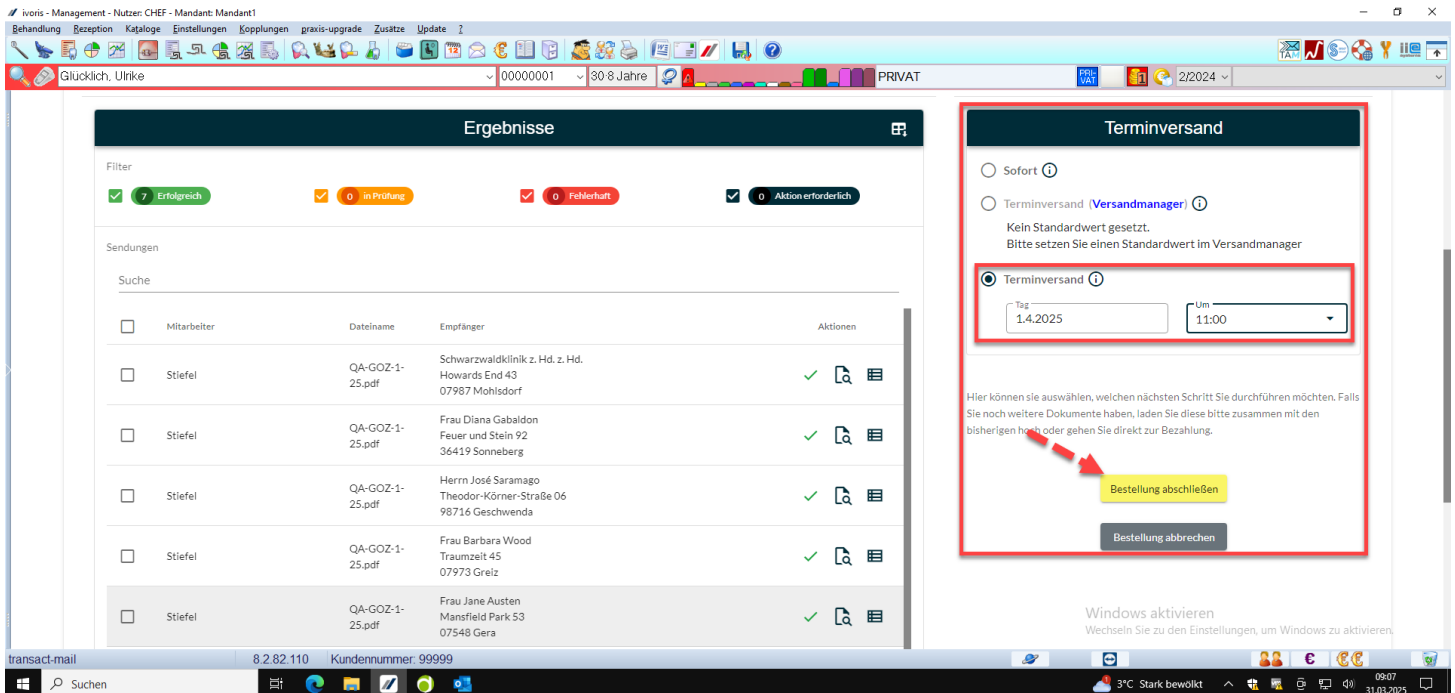 ivoris - Management - Nutzer: CHEF - Mandant: Mandant1
Behandlung Rezeption Kataloge Einstellungen Kopplungen praxis-upgrade Zusätze Update ?
Glücklich, Ulrike 00000001 30·8 Jahre PRIVAT PRI-VAT 2/2024
Ergebnisse
Filter
7 Erfolgreich 0 in Prüfung 0 Fehlerhaft 0 Aktion erforderlich
Sendungen
Suche
Mitarbeiter Dateiname Empfänger Aktionen
Stiefel QA-GOZ-1-25.pdf Schwarzwaldklinik z. Hd. z. Hd.
Howards End 43
07987 Mohlsdorf
Stiefel QA-GOZ-1-25.pdf Frau Diana Gabaldon
Feuer und Stein 92
36419 Sonneberg
Stiefel QA-GOZ-1-25.pdf Herrn José Saramago
Theodor-Körner-Straße 06
98716 Geschwenda
Stiefel QA-GOZ-1-25.pdf Frau Barbara Wood
Traumzeit 45
07973 Greiz
Stiefel QA-GOZ-1-25.pdf Frau Jane Austen
Mansfield Park 53
07548 Gera
Terminversand
Sofort
Terminversand (Versandmanager)
Kein Standardwert gesetzt.
Bitte setzen Sie einen Standardwert im Versandmanager
Terminversand
Tag
1.4.2025
Um
11:00
Hier können sie auswählen, welchen nächsten Schritt Sie durchführen möchten. Falls
Sie noch weitere Dokumente haben, laden Sie diese bitte zusammen mit den
bisherigen hoch oder gehen Sie direkt zur Bezahlung.
Bestellung abschließen
Bestellung abbrechen
Windows aktivieren
Wechseln Sie zu den Einstellungen, um Windows zu aktivieren.
transact-mail 8.2.82.110 Kundennummer: 99999
Suchen 3°C Stark bewölkt 09:07
31.03.2025